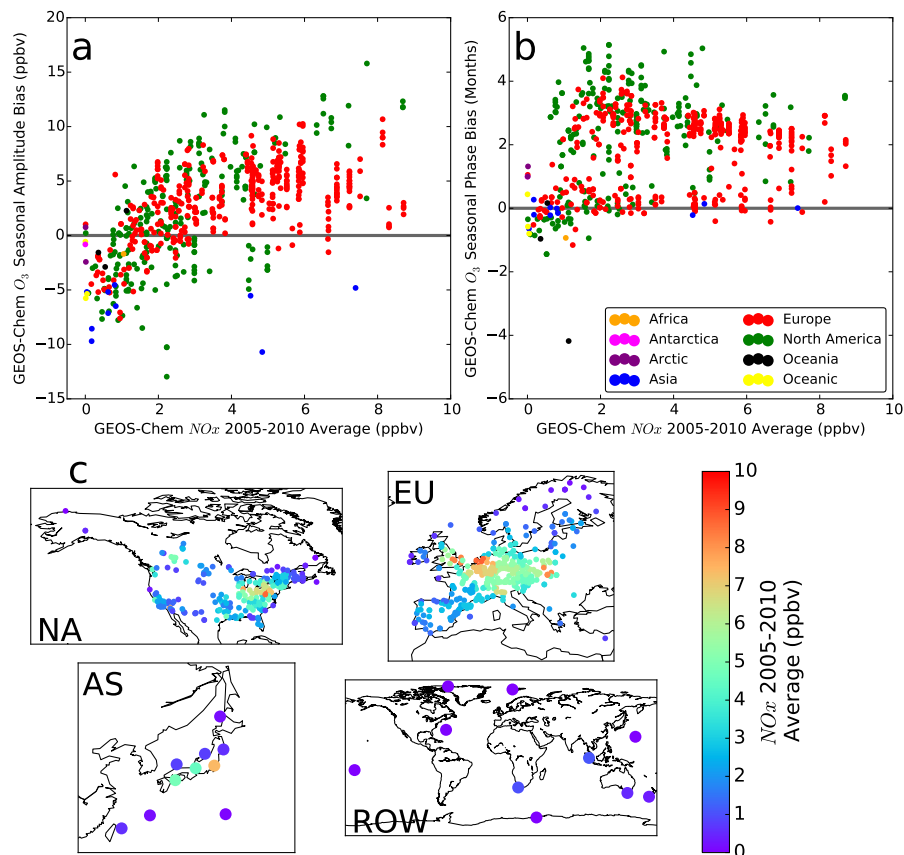 a
GEOS-Chem O3 Seasonal Amplitude Bias (ppbv)
20
15
10
5
0
−5
−10
−15
0 2 4 6 8 10
GEOS-Chem NOx 2005-2010 Average (ppbv)
b
GEOS-Chem O3 Seasonal Phase Bias (Months)
6
4
2
0
−2
−4
−6
0 2 4 6 8 10
GEOS-Chem NOx 2005-2010 Average (ppbv)
Africa
Antarctica
Arctic
Asia
Europe
North America
Oceania
Oceanic
c
NA
EU
AS
ROW
10
9
8
7
6
5
4
3
2
1
0
NOx 2005-2010
Average (ppbv)